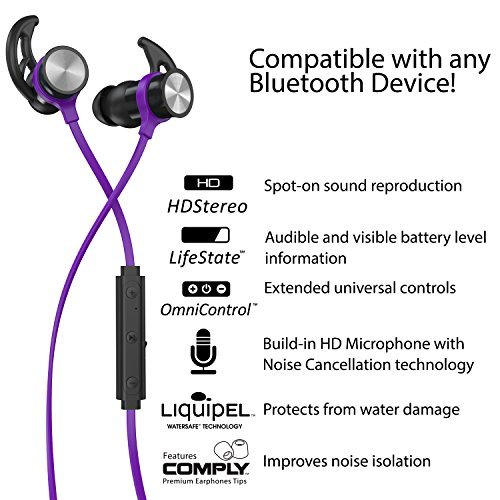 Compatible with any
Bluetooth Device!
HD
HDStereo
Spot-on sound reproduction
LifeState™
Audible and visible battery level
information
OmniControl™
Extended universal controls
Build-in HD Microphone with
Noise Cancellation technology
LIQUIPEL™
WATERSAFE™ TECHNOLOGY
Protects from water damage
Features
COMPLY™
Premium Earphones Tips
Improves noise isolation